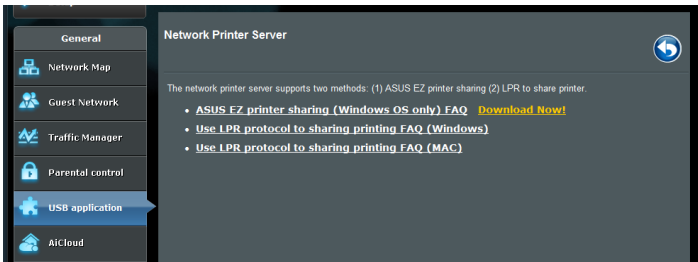 General
Network Map
Guest Network
Traffic Manager
Parental control
USB application
AiCloud
Network Printer Server
The network printer server supports two methods: (1) ASUS EZ printer sharing (2) LPR to share printer.
ASUS EZ printer sharing (Windows OS only) FAQ Download Now!
Use LPR protocol to sharing printing FAQ (Windows)
Use LPR protocol to sharing printing FAQ (MAC)